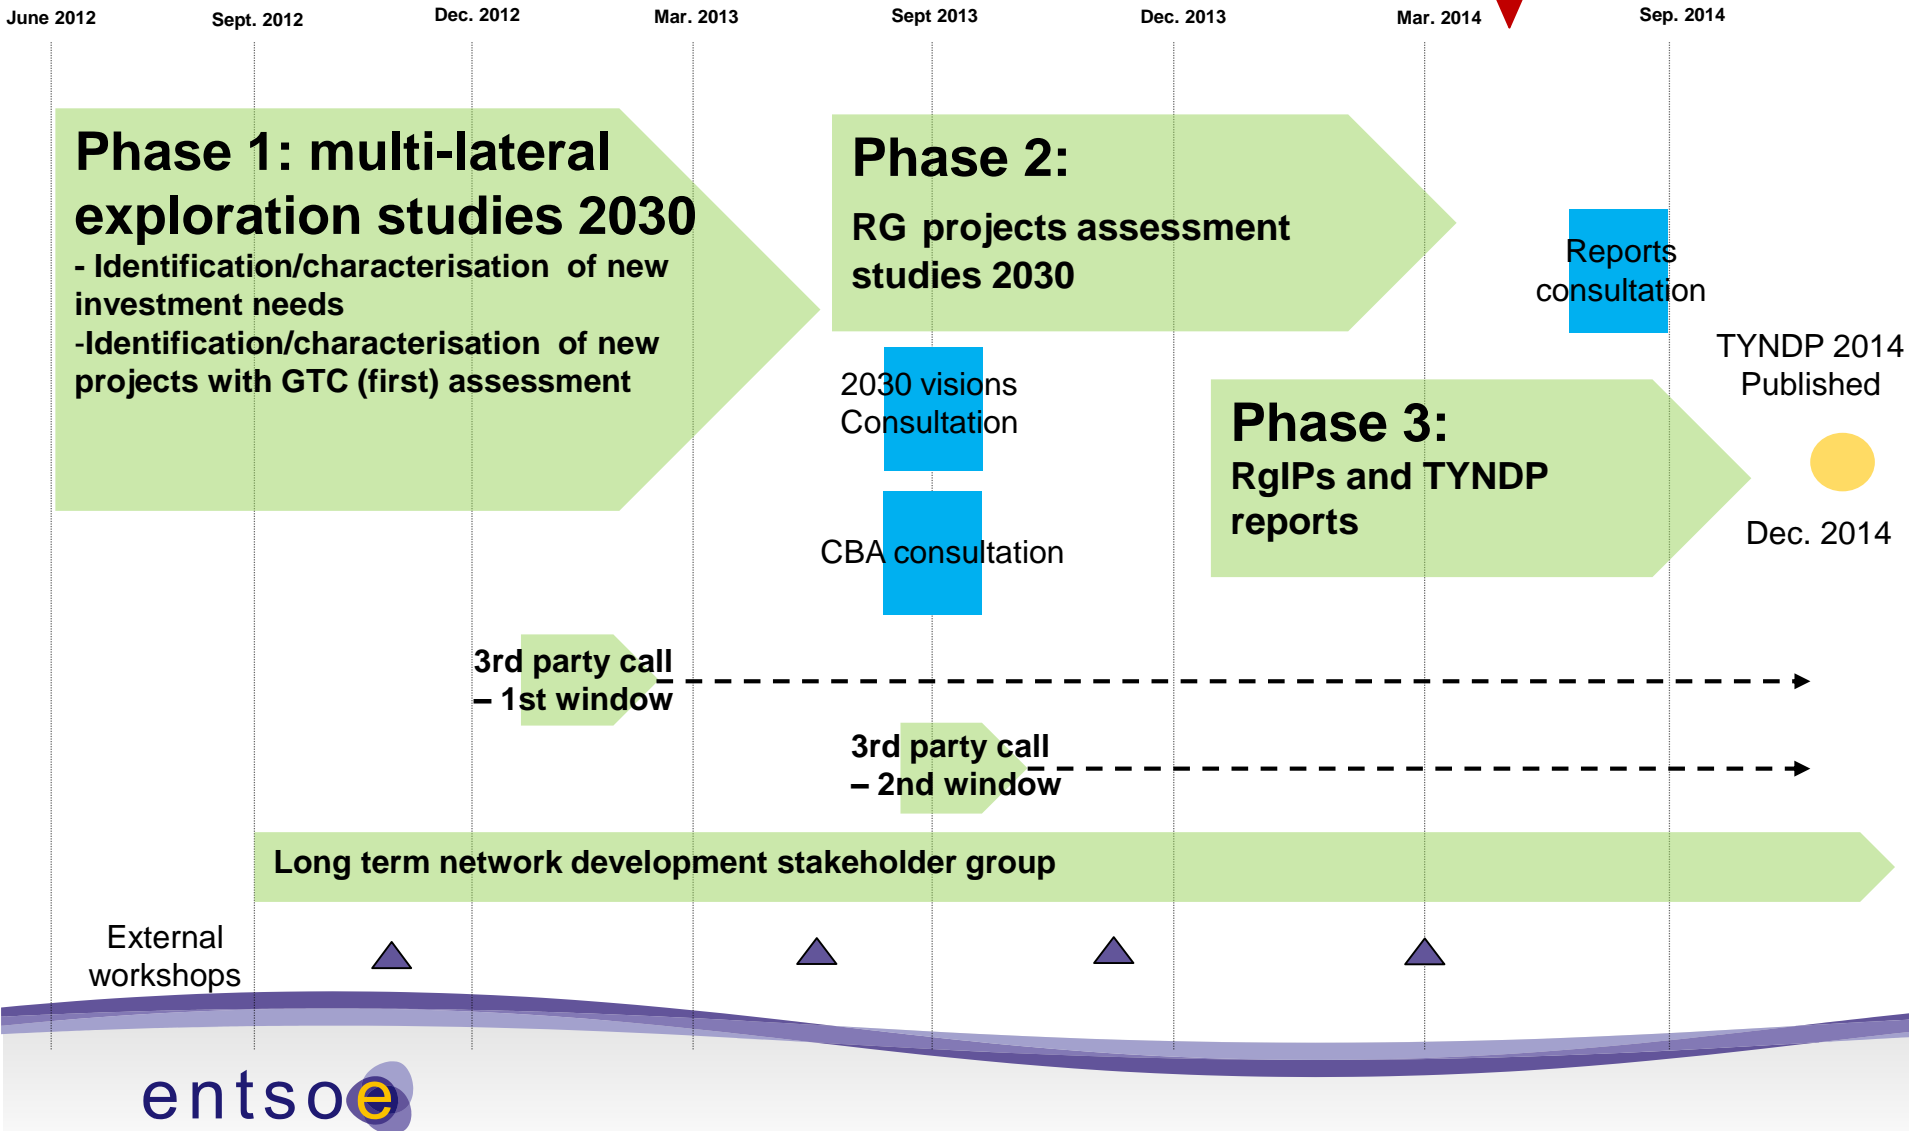 June 2012
Sept. 2012
Dec. 2012
Mar. 2013
Sept 2013
Dec. 2013
Mar. 2014
Sep. 2014
Phase 1: multi-lateral
exploration studies 2030
- Identification/characterisation of new
investment needs
-Identification/characterisation of new
projects with GTC (first) assessment
Phase 2:
RG projects assessment
studies 2030
Reports
consultation
2030 visions
Consultation
TYNDP 2014
Published
Phase 3:
RgIPs and TYNDP
reports
Dec. 2014
CBA consultation
3rd party call
– 1st window
3rd party call
– 2nd window
Long term network development stakeholder group
External
workshops
entsoe